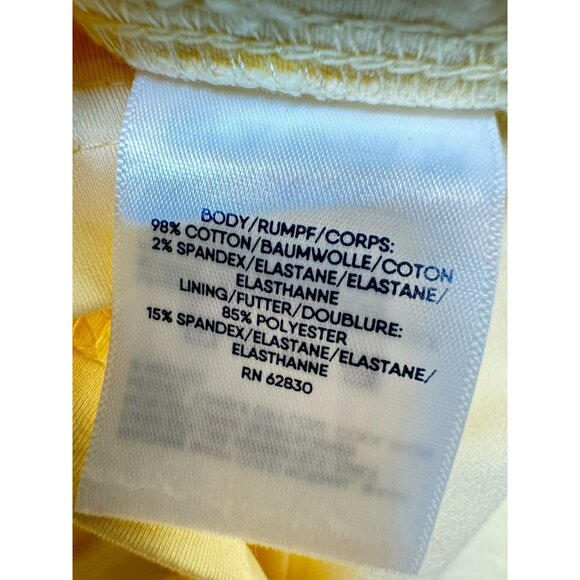 BODY/RUMPF/CORPS:
98% COTTON/BAUMWOLLE/COTON
2% SPANDEX/ELASTANE/ELASTANE/
ELASTHANNE
LINING/FUTTER/DOUBLURE:
85% POLYESTER
15% SPANDEX/ELASTANE/ELASTANE/
ELASTHANNE
RN 62830